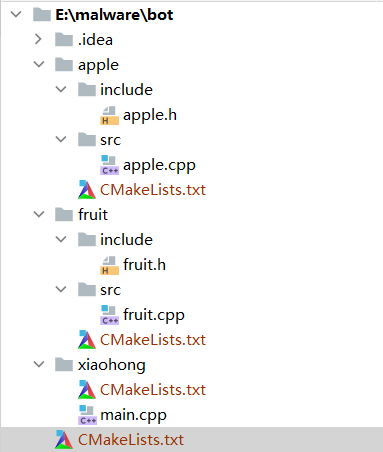 E:\malware\bot
.idea
apple
include
apple.h
src
apple.cpp
CMakeLists.txt
fruit
include
fruit.h
src
fruit.cpp
CMakeLists.txt
xiaohong
CMakeLists.txt
main.cpp
CMakeLists.txt